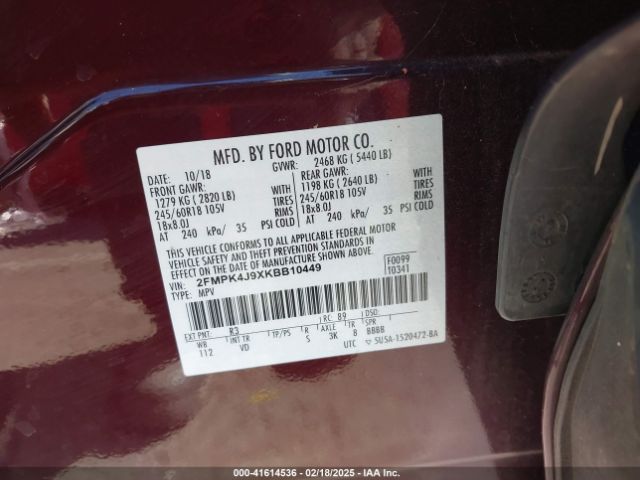 MFD. BY FORD MOTOR CO.
DATE: 10/18 GVWR: 2468 KG ( 5440 LB)
FRONT GAWR: REAR GAWR:
1279 KG ( 2820 LB) WITH 1198 KG ( 2640 LB) WITH
245/60R18 105V TIRES 245/60R18 105V TIRES
18x8.0J RIMS 18x8.0J RIMS
AT 240 kPa/ 35 PSI COLD AT 240 kPa/ 35 PSI COLD
THIS VEHICLE CONFORMS TO ALL APPLICABLE FEDERAL MOTOR
VEHICLE SAFETY AND THEFT PREVENTION STANDARDS IN
EFFECT ON THE DATE OF MANUFACTURE SHOWN ABOVE.
VIN: 2FMPK4J9XKBB10449 F0099
TYPE: MPV 10341
EXT PNT: R3 RC: 89 DSO:
WB INT TR TP/PS R AXLE TR SPR
112 VD S 3K 8 BBBB
UTC 5U5A-1520472-BA
000-41614536 - 02/18/2025 - IAA Inc.